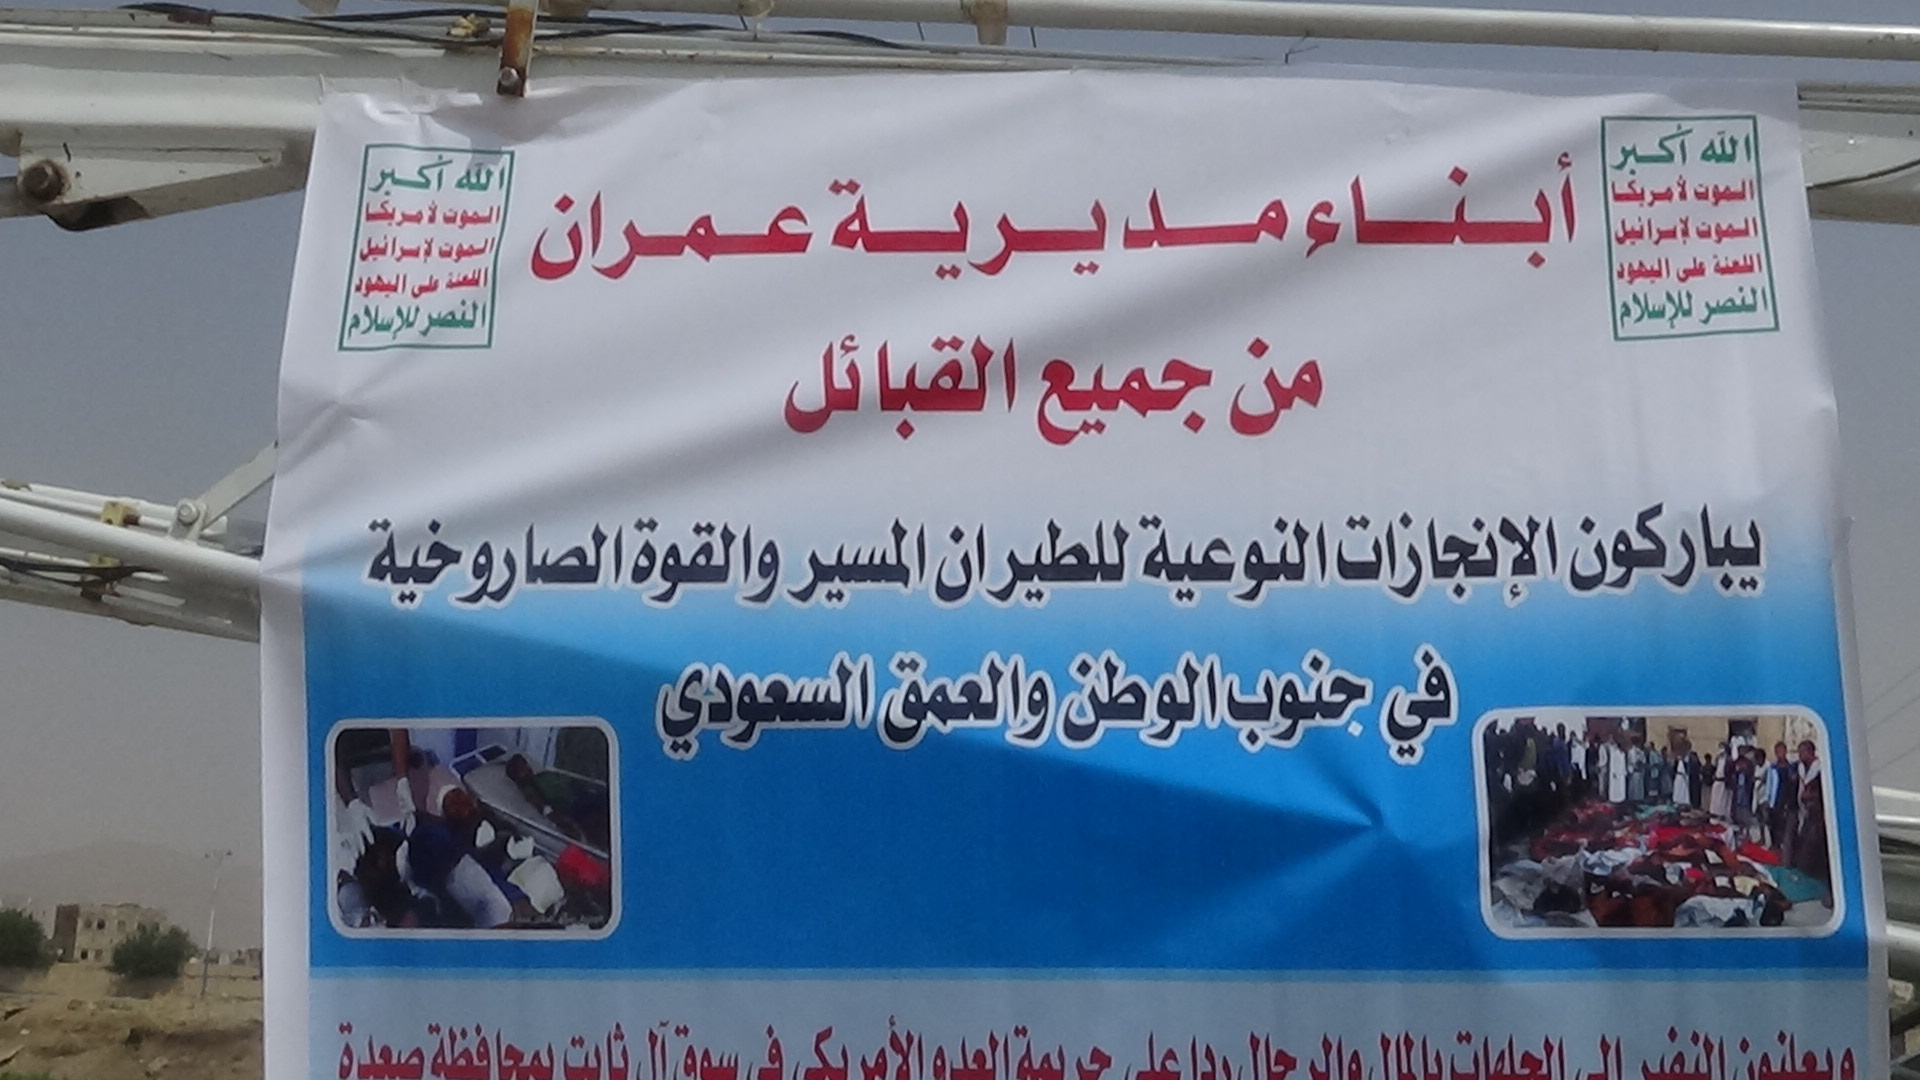 الله أكبر
الموت لأمريكا
الموت لإسرائيل
اللعنة على اليهود
النصر للإسلام
أبناء مديرية عمران
الله أكبر
الموت لأمريكا
الموت لإسرائيل
اللعنة على اليهود
النصر للإسلام
من جميع القبائل
يباركون الإنجازات النوعية للطيران المسير والقوة الصاروخية
في جنوب الوطن والعمق السعودي
ويعلنون النفير إلى الجبهات بالمال والرجال ردا على جريمة العدو الأمريكي في سوق آل ثابت بمحافظة صعدة